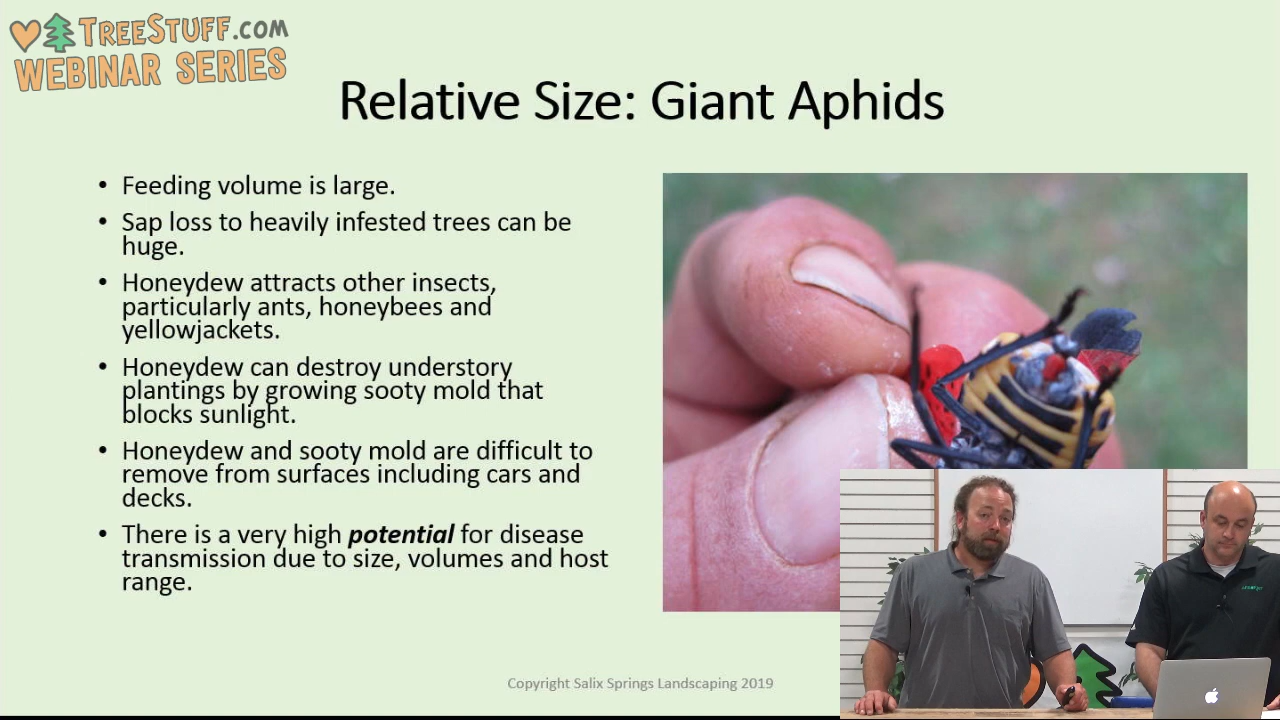 TREESTUFF.COM
WEBINAR SERIES
Relative Size: Giant Aphids
• Feeding volume is large.
• Sap loss to heavily infested trees can be
huge.
• Honeydew attracts other insects,
particularly ants, honeybees and
yellowjackets.
• Honeydew can destroy understory
plantings by growing sooty mold that
blocks sunlight.
• Honeydew and sooty mold are difficult to
remove from surfaces including cars and
decks.
• There is a very high potential for disease
transmission due to size, volumes and host
range.
Copyright Salix Springs Landscaping 2019